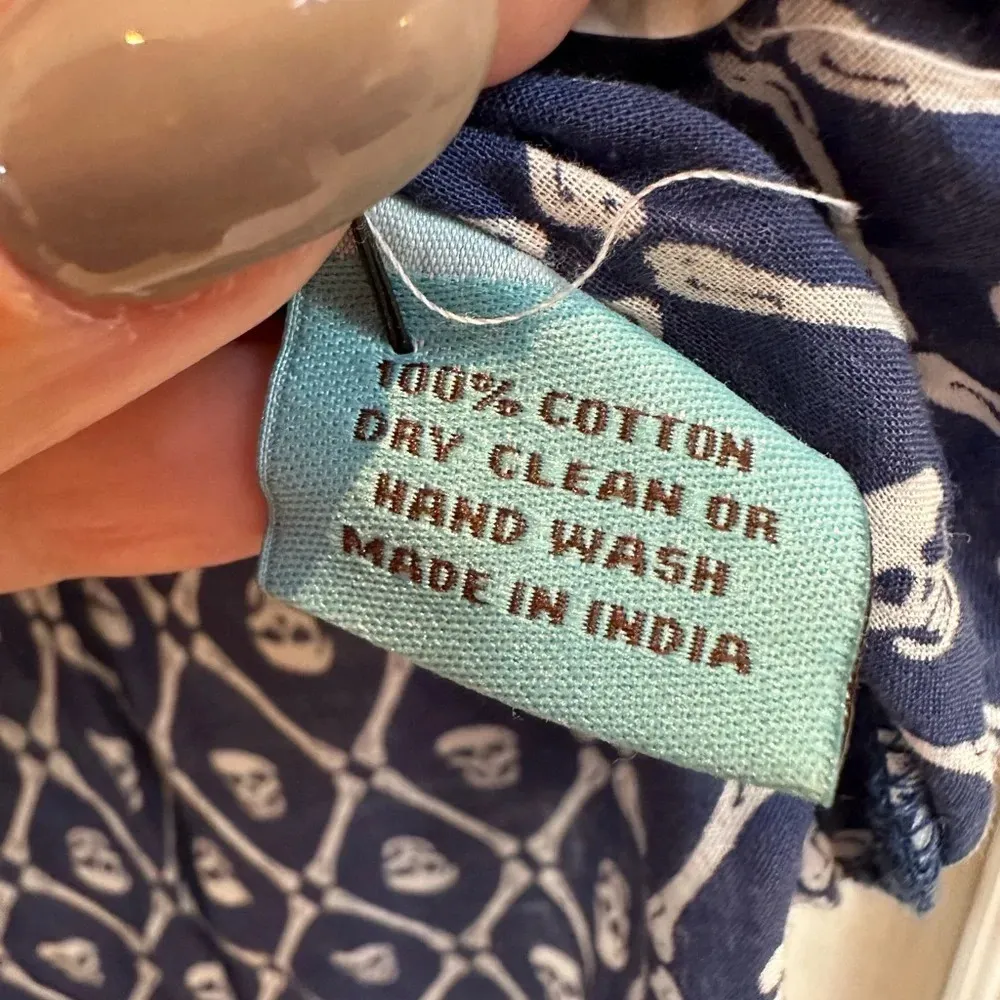 100% COTTON
DRY CLEAN OR
HAND WASH
MADE IN INDIA